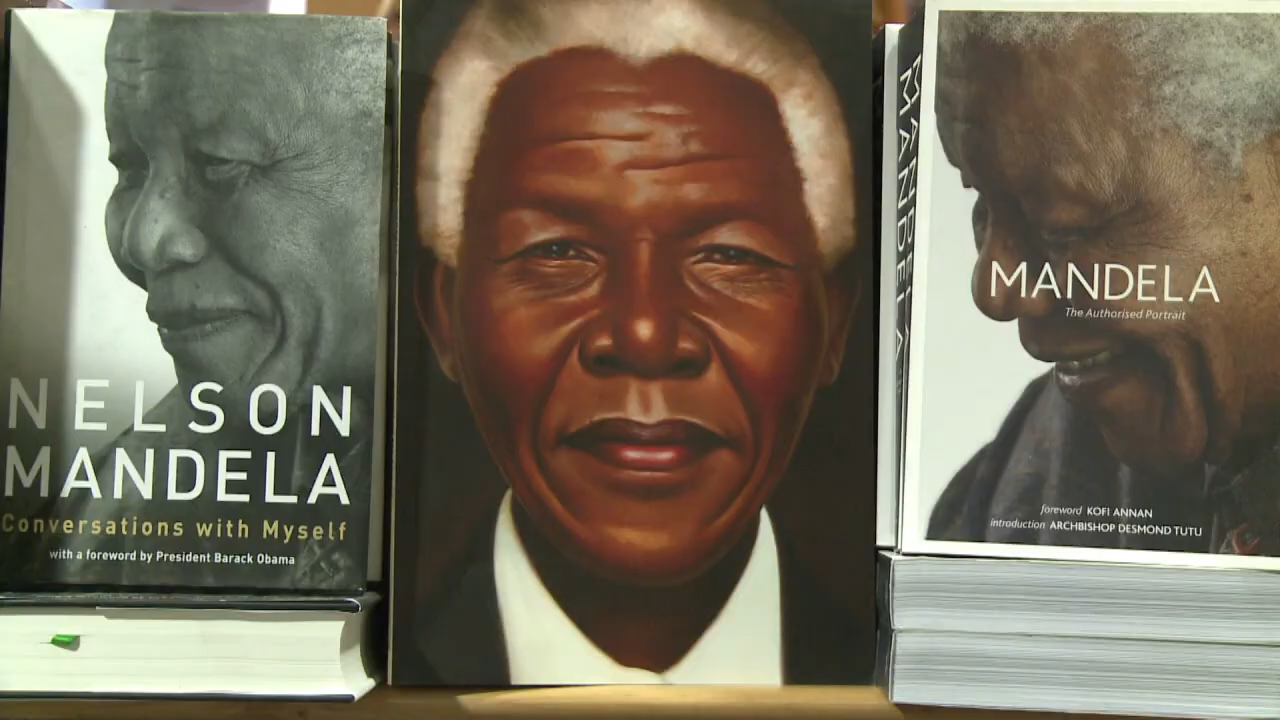 NELSON
MANDELA
Conversations with Myself
with a foreword by President Barack Obama
MANDELA
MANDELA
The Authorised Portrait
foreword KOFI ANNAN
introduction ARCHBISHOP DESMOND TUTU